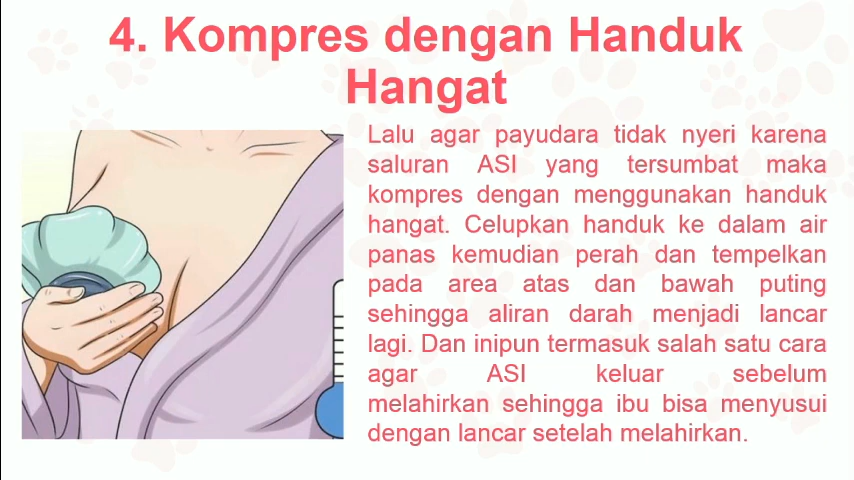 4. Kompres dengan Handuk
Hangat
Lalu agar payudara tidak nyeri karena
saluran ASI yang tersumbat maka
kompres dengan menggunakan handuk
hangat. Celupkan handuk ke dalam air
panas kemudian perah dan tempelkan
pada area atas dan bawah puting
sehingga aliran darah menjadi lancar
lagi. Dan inipun termasuk salah satu cara
agar ASI keluar sebelum
melahirkan sehingga ibu bisa menyusui
dengan lancar setelah melahirkan.